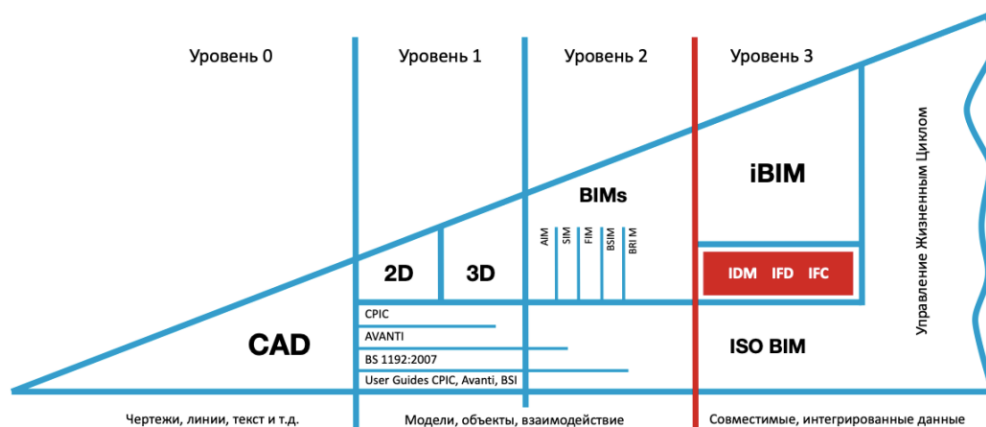 Уровень 0
Уровень 1
Уровень 2
Уровень 3
iBIM
BIMs
AIM
SIM
FIM
BSIM
BRI M
Управление Жизненным Циклом
2D
3D
IDM IFD IFC
CPIC
CAD
AVANTI
ISO BIM
BS 1192:2007
User Guides CPIC, Avanti, BSI
Чертежи, линии, текст и т.д.
Модели, объекты, взаимодействие
Совместимые, интегрированные данные